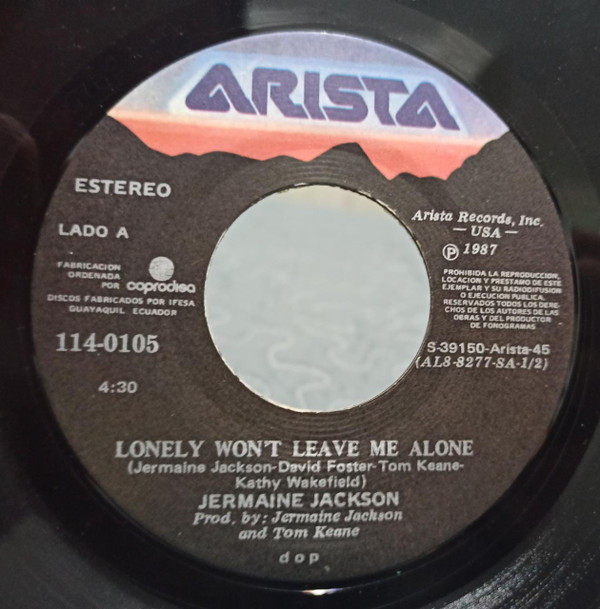 ARISTA
ESTEREO
LADO A
FABRICACION
ORDENADA
POR coprodisa
DISCOS FABRICADOS POR IFESA
GUAYAQUIL ECUADOR
114-0105
4:30
Arista Records, Inc.
— USA —
Ⓟ 1987
PROHIBIDA LA REPRODUCCION,
LOCACION Y PRESTAMO DE ESTE
EJEMPLAR Y SU RADIODIFUSION
O EJECUCION PUBLICA.
RESERVADOS TODOS LOS DERE-
CHOS DE LOS AUTORES DE LAS
OBRAS Y DEL PRODUCTOR
DE FONOGRAMAS
S-39150-Arista-45
(AL8-8277-SA-1/2)
LONELY WON'T LEAVE ME ALONE
(Jermaine Jackson-David Foster-Tom Keane-
Kathy Wakefield)
JERMAINE JACKSON
Prod. by: Jermaine Jackson
and Tom Keane
dop